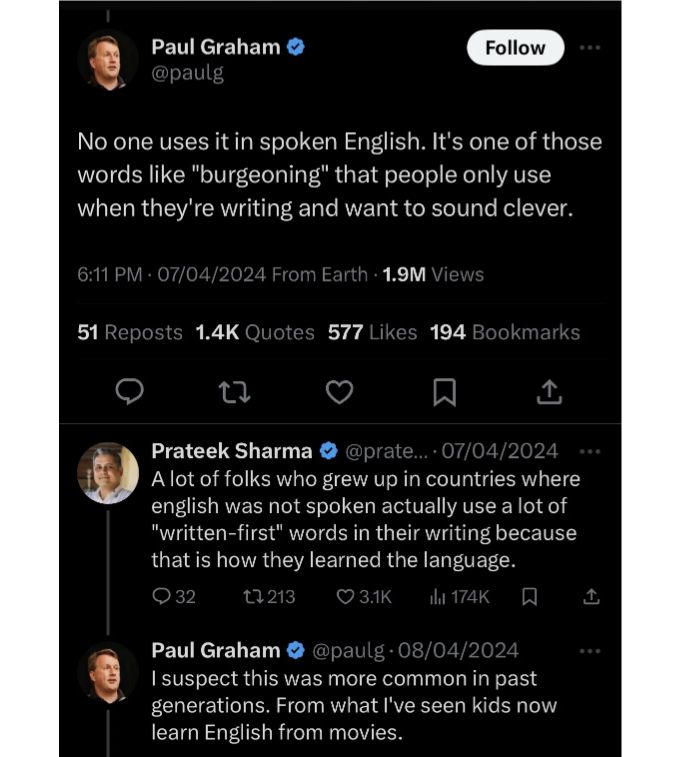 Paul Graham
Follow
@paulg
No one uses it in spoken English. It's one of those
words like "burgeoning" that people only use
when they're writing and want to sound clever.
6:11 PM · 07/04/2024 From Earth · 1.9M Views
51 Reposts 1.4K Quotes 577 Likes 194 Bookmarks
Prateek Sharma @prate... · 07/04/2024
A lot of folks who grew up in countries where
english was not spoken actually use a lot of
"written-first" words in their writing because
that is how they learned the language.
32 213 3.1K 174K
Paul Graham @paulg · 08/04/2024
I suspect this was more common in past
generations. From what I've seen kids now
learn English from movies.